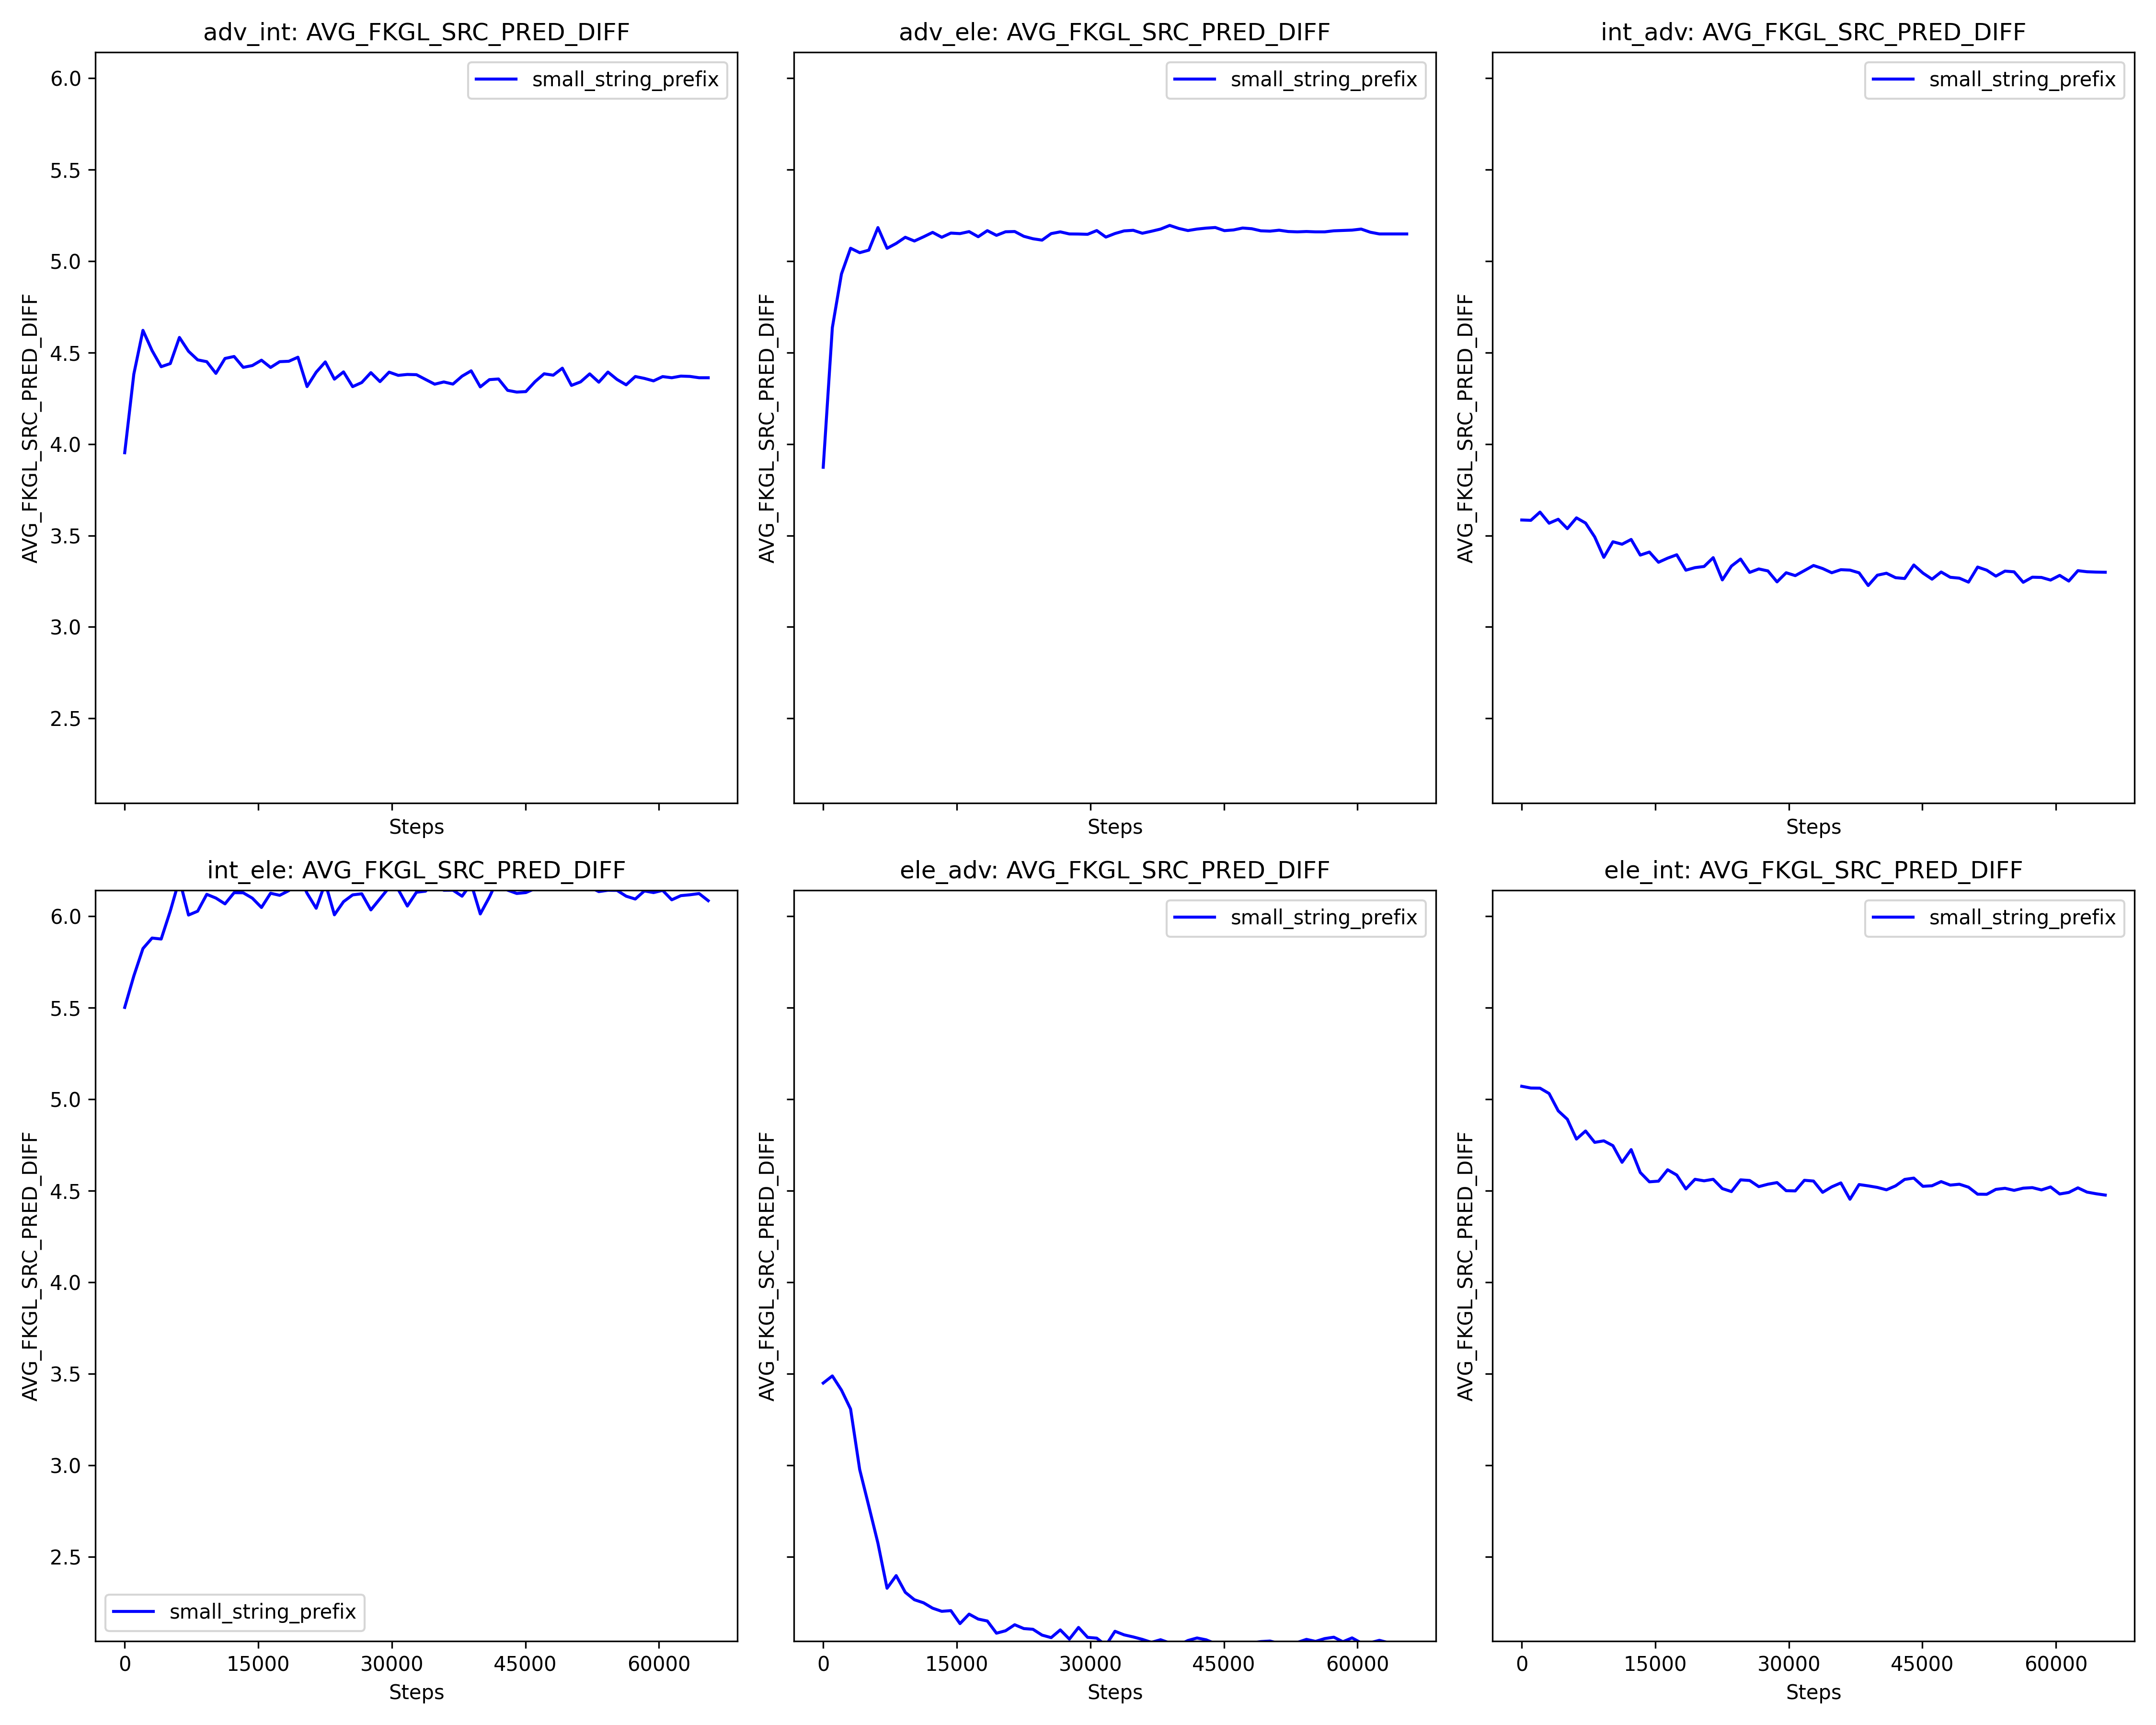 adv_int: AVG_FKGL_SRC_PRED_DIFF
adv_ele: AVG_FKGL_SRC_PRED_DIFF
int_adv: AVG_FKGL_SRC_PRED_DIFF
small_string_prefix
small_string_prefix
small_string_prefix
6.0
5.5
5.0
4.5
4.0
3.5
3.0
2.5
AVG_FKGL_SRC_PRED_DIFF
AVG_FKGL_SRC_PRED_DIFF
AVG_FKGL_SRC_PRED_DIFF
Steps
Steps
Steps
int_ele: AVG_FKGL_SRC_PRED_DIFF
ele_adv: AVG_FKGL_SRC_PRED_DIFF
ele_int: AVG_FKGL_SRC_PRED_DIFF
small_string_prefix
small_string_prefix
6.0
5.5
5.0
4.5
4.0
3.5
3.0
2.5
AVG_FKGL_SRC_PRED_DIFF
AVG_FKGL_SRC_PRED_DIFF
AVG_FKGL_SRC_PRED_DIFF
small_string_prefix
0 15000 30000 45000 60000
0 15000 30000 45000 60000
0 15000 30000 45000 60000
Steps
Steps
Steps